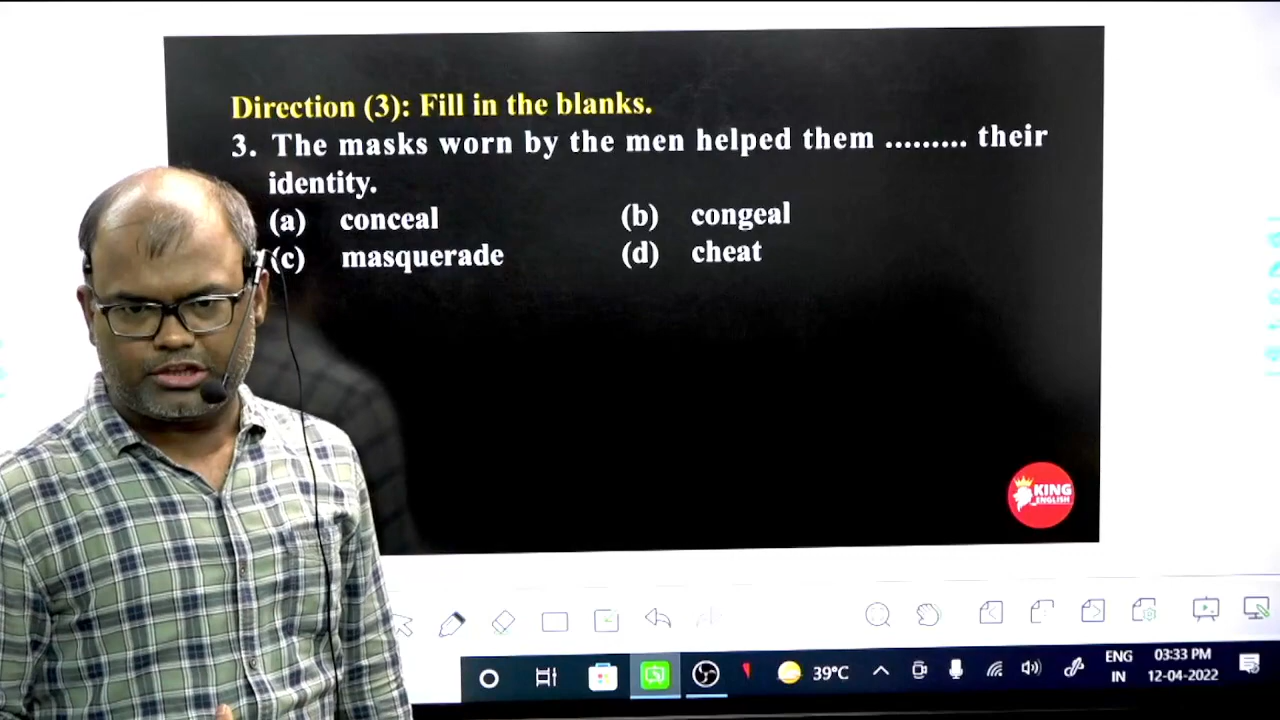 Direction (3): Fill in the blanks.
3. The masks worn by the men helped them ......... their
identity.
(a) conceal (b) congeal
(c) masquerade (d) cheat
KING
ENGLISH
39°C ENG 03:33 PM
IN 12-04-2022